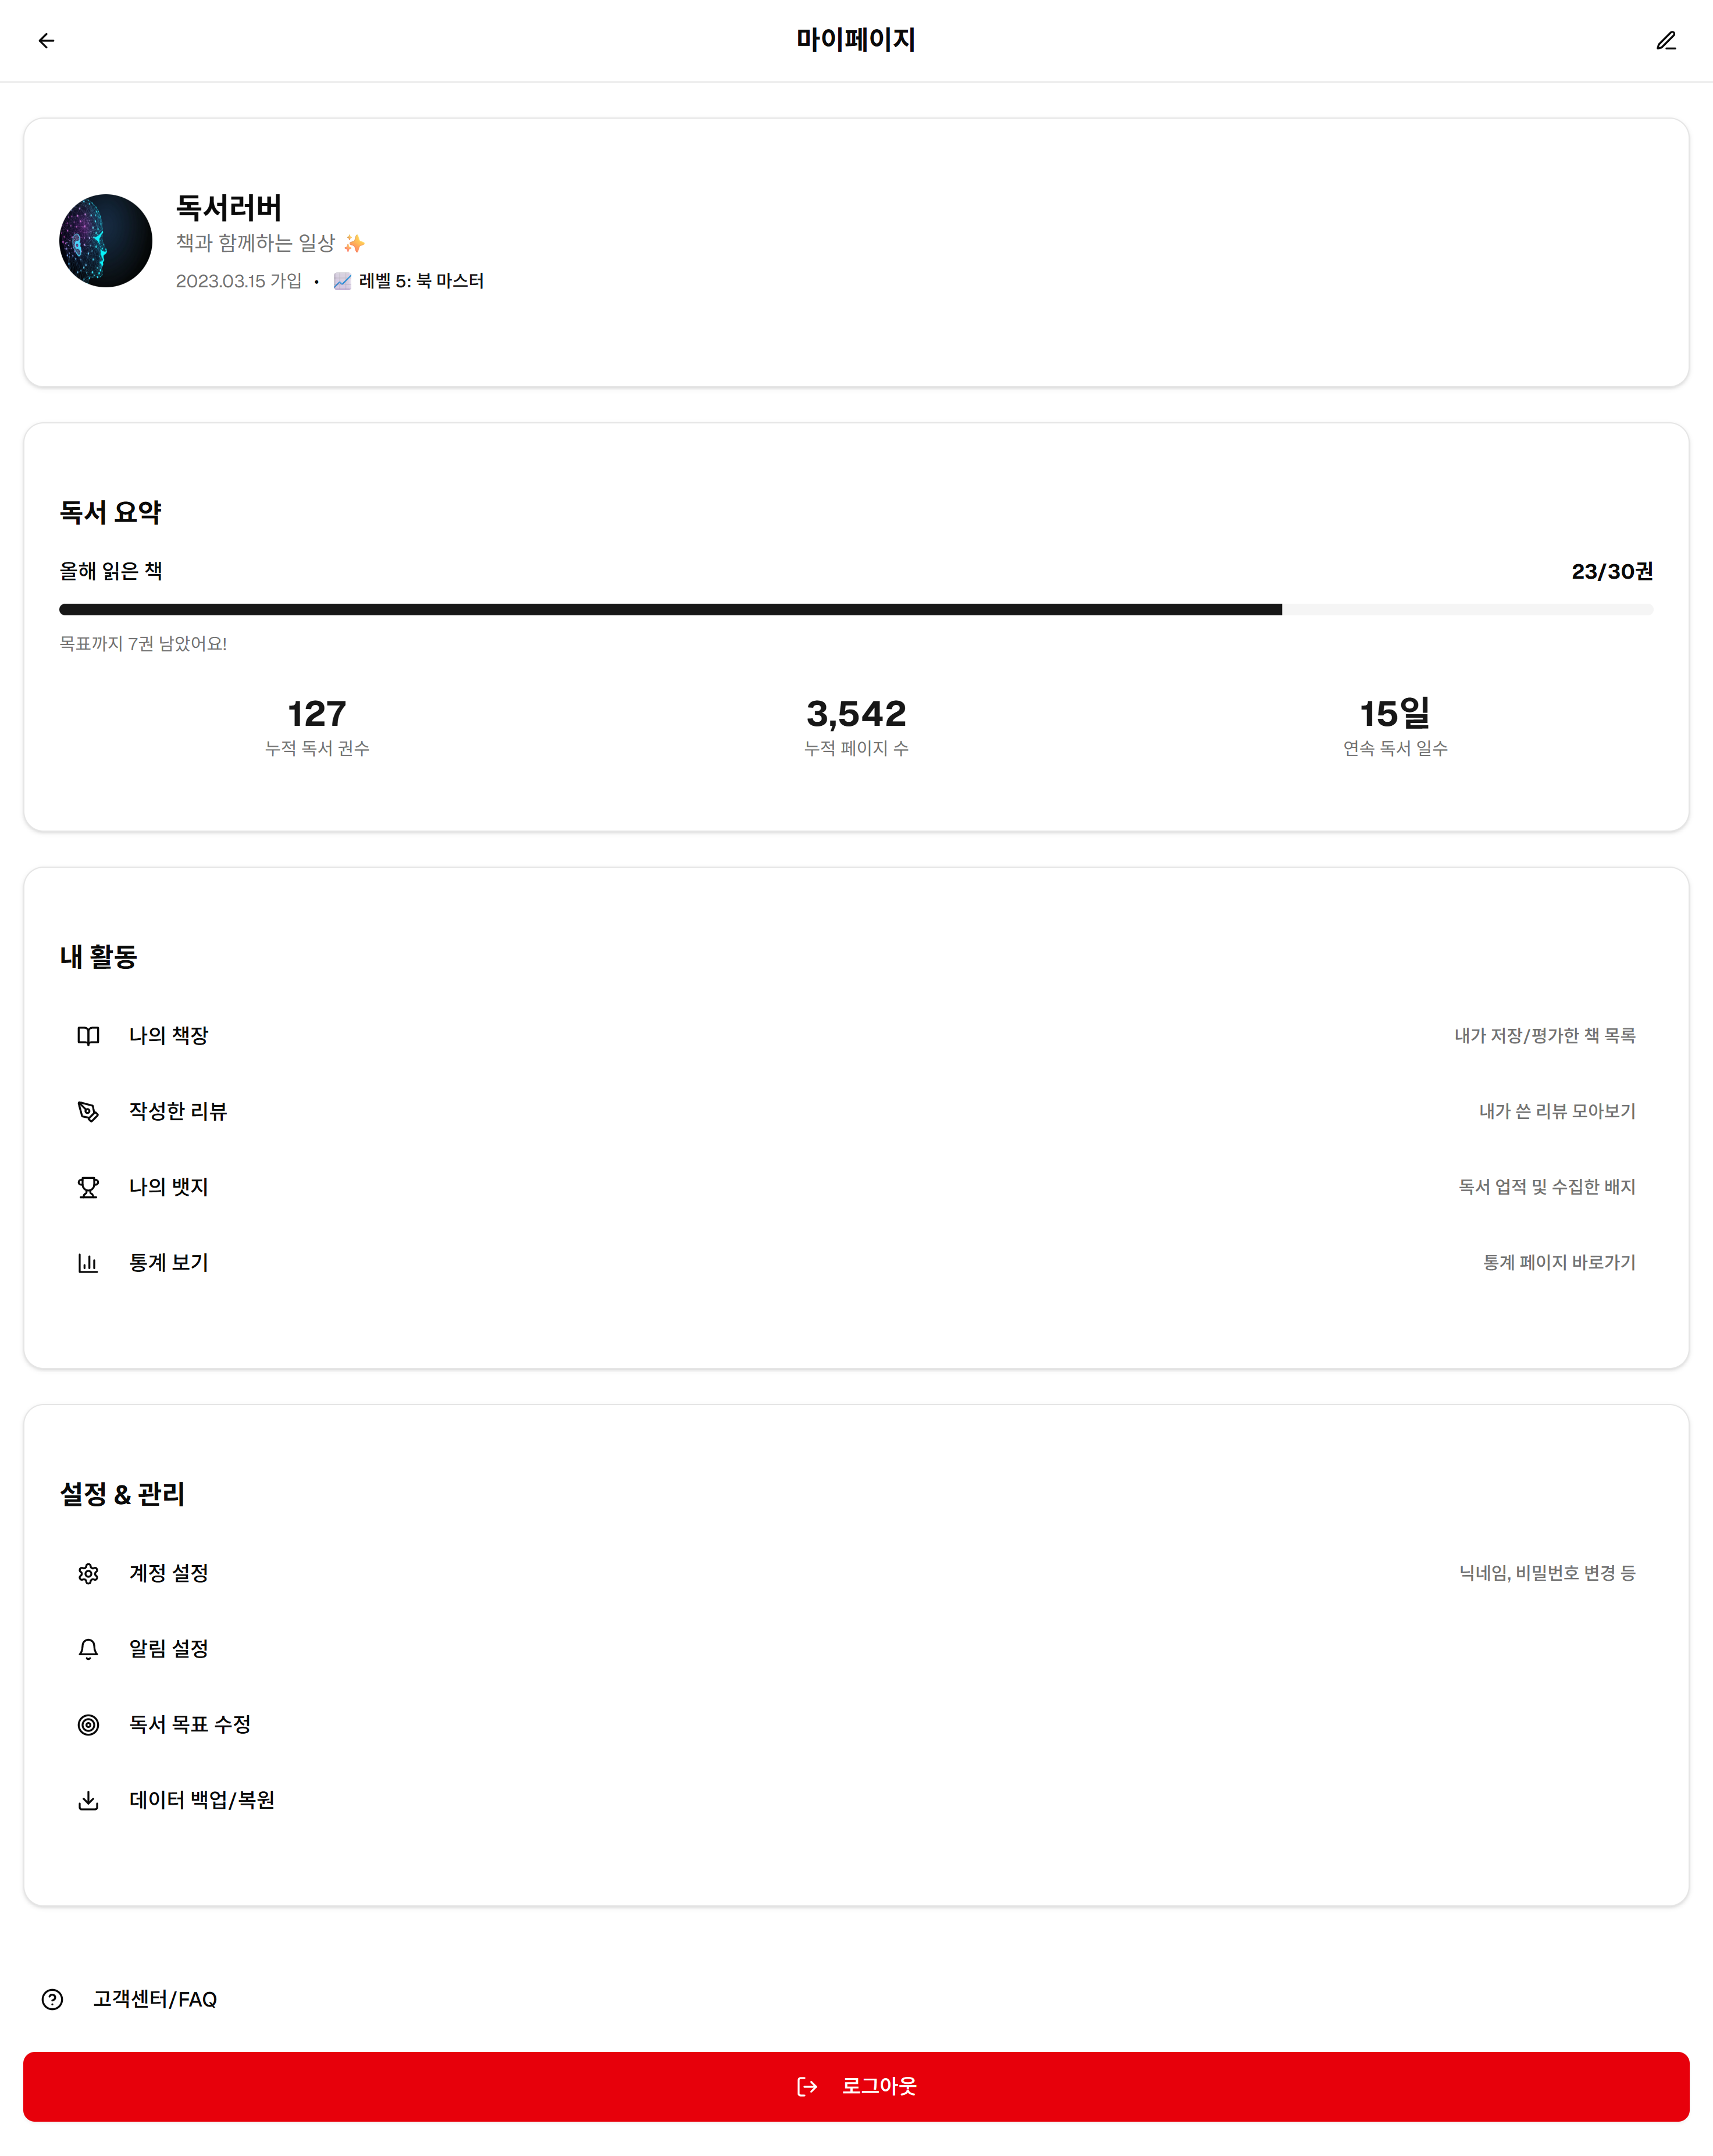 마이페이지
독서러버
책과 함께하는 일상 ✨
2023.03.15 가입 • 📈 레벨 5: 북 마스터
독서 요약
올해 읽은 책 23/30권
목표까지 7권 남았어요!
127 3,542 15일
누적 독서 권수 누적 페이지 수 연속 독서 일수
내 활동
나의 책장 내가 저장/평가한 책 목록
작성한 리뷰 내가 쓴 리뷰 모아보기
나의 뱃지 독서 업적 및 수집한 배지
통계 보기 통계 페이지 바로가기
설정 & 관리
계정 설정 닉네임, 비밀번호 변경 등
알림 설정
독서 목표 수정
데이터 백업/복원
고객센터/FAQ
로그아웃